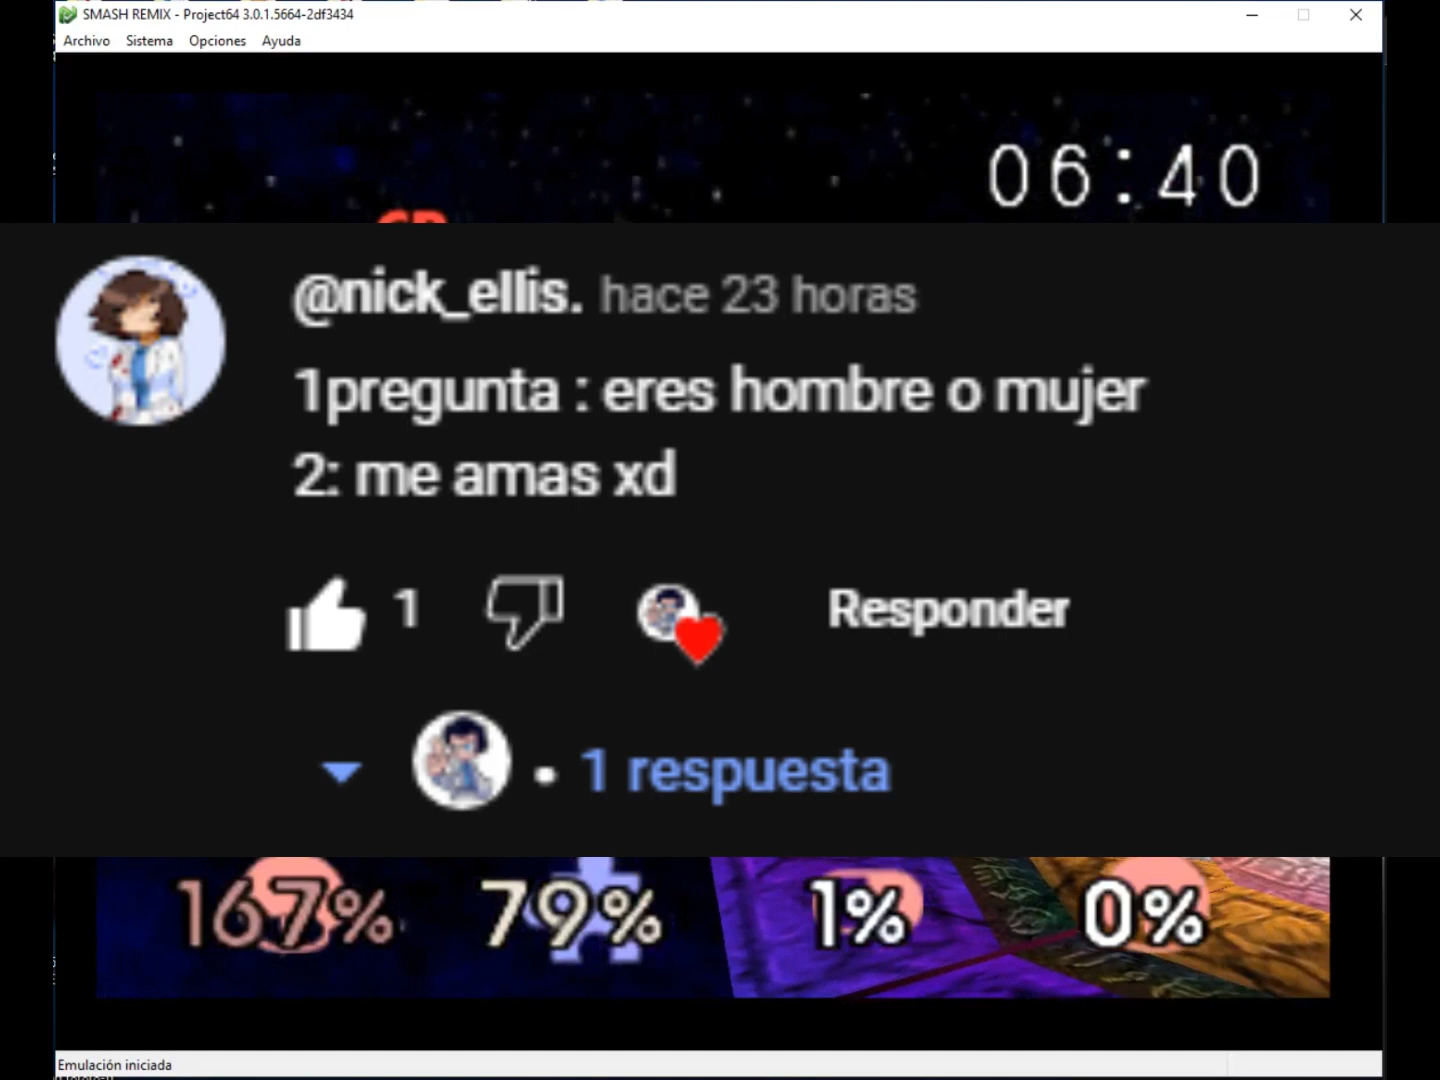 SMASH REMIX - Project64 3.0.1.5664-2df3434
Archivo Sistema Opciones Ayuda
06:40
@nick_ellis. hace 23 horas
1pregunta : eres hombre o mujer
2: me amas xd
1 Responder
• 1 respuesta
167% 79% 1% 0%
Emulación iniciada